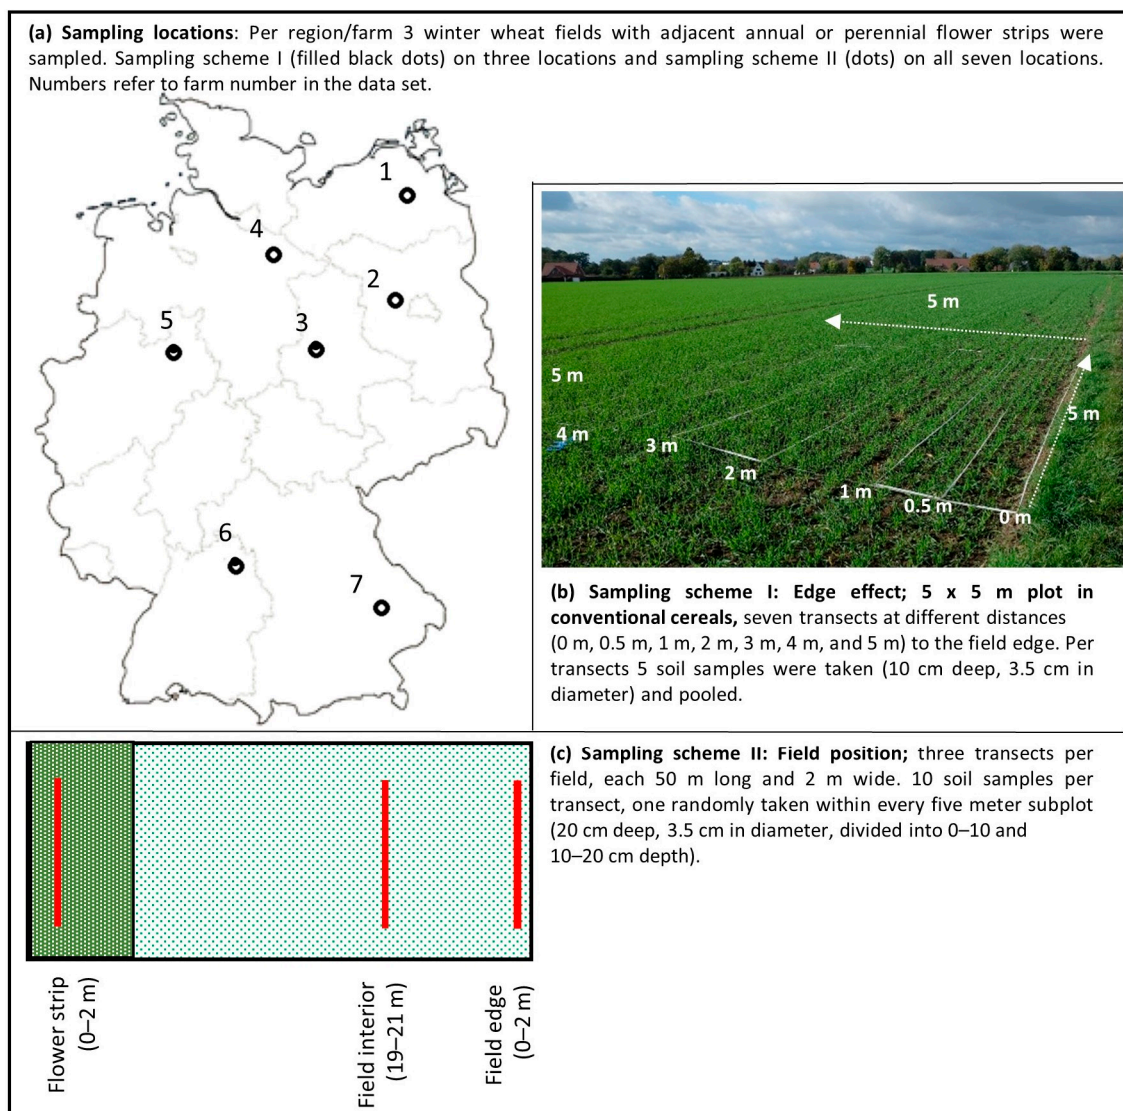 (a) Sampling locations: Per region/farm 3 winter wheat fields with adjacent annual or perennial flower strips were
sampled. Sampling scheme I (filled black dots) on three locations and sampling scheme II (dots) on all seven locations.
Numbers refer to farm number in the data set.
1
4
2
5
3
6
7
5 m
5 m
5 m
4 m
3 m
2 m
1 m
0.5 m
0 m
(b) Sampling scheme I: Edge effect; 5 x 5 m plot in
conventional cereals, seven transects at different distances
(0 m, 0.5 m, 1 m, 2 m, 3 m, 4 m, and 5 m) to the field edge. Per
transects 5 soil samples were taken (10 cm deep, 3.5 cm in
diameter) and pooled.
(c) Sampling scheme II: Field position; three transects per
field, each 50 m long and 2 m wide. 10 soil samples per
transect, one randomly taken within every five meter subplot
(20 cm deep, 3.5 cm in diameter, divided into 0–10 and
10–20 cm depth).
Flower strip
(0–2 m)
Field interior
(19–21 m)
Field edge
(0–2 m)